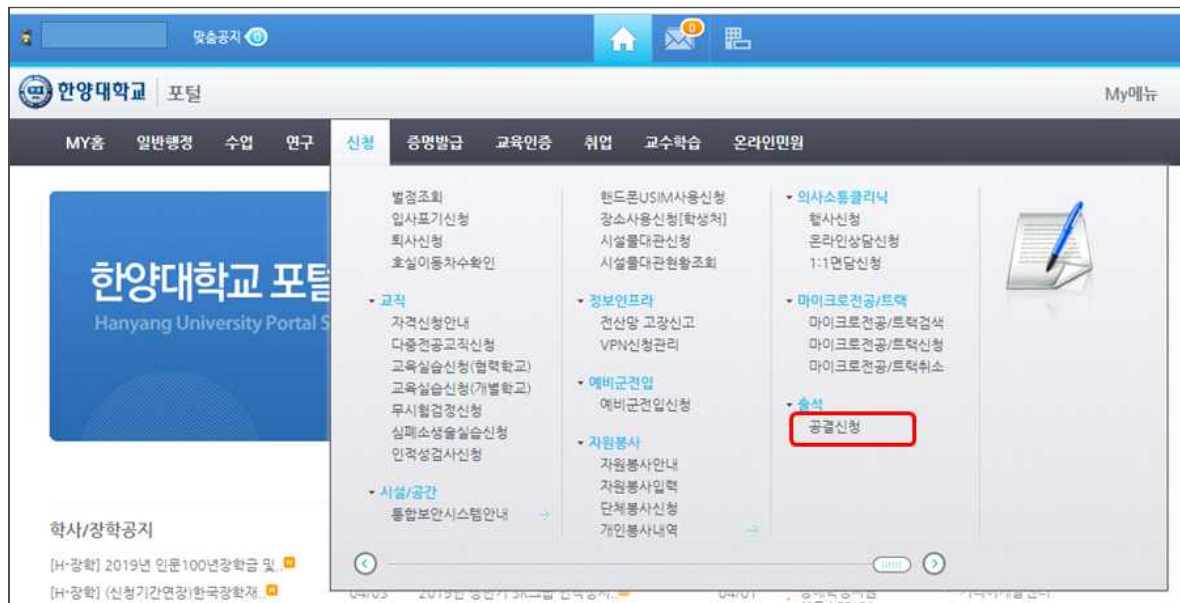 맞춤공지 0
0
한양대학교 포털
My메뉴
MY홈 일반행정 수업 연구 신청 증명발급 교육인증 취업 교수학습 온라인민원
벌점조회
입사포기신청
퇴사신청
호실이동차수확인
교직
자격신청안내
다중전공교직신청
교육실습신청(협력학교)
교육실습신청(개별학교)
무시험검정신청
심폐소생술실습신청
인적성검사신청
시설/공간
통합보안시스템안내
핸드폰USIM사용신청
장소사용신청[학생처]
시설물대관신청
시설물대관현황조회
정보인프라
전산망 고장신고
VPN신청관리
예비군전입
예비군전입신청
자원봉사
자원봉사안내
자원봉사입력
단체봉사신청
개인봉사내역
의사소통클리닉
행사신청
온라인상담신청
1:1면담신청
마이크로전공/트랙
마이크로전공/트랙검색
마이크로전공/트랙신청
마이크로전공/트랙취소
출석
공결신청
한양대학교 포털
Hanyang University Portal S
학사/장학공지
[H-장학] 2019년 인문100년장학금 및..
[H-장학] (신청기간연장)한국장학재..
04/03
04/01